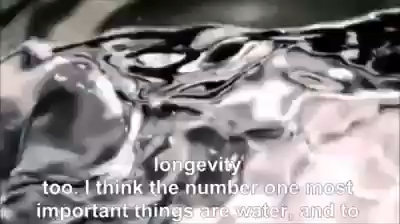 longevity
too. I think the number one most
important things are water, and to